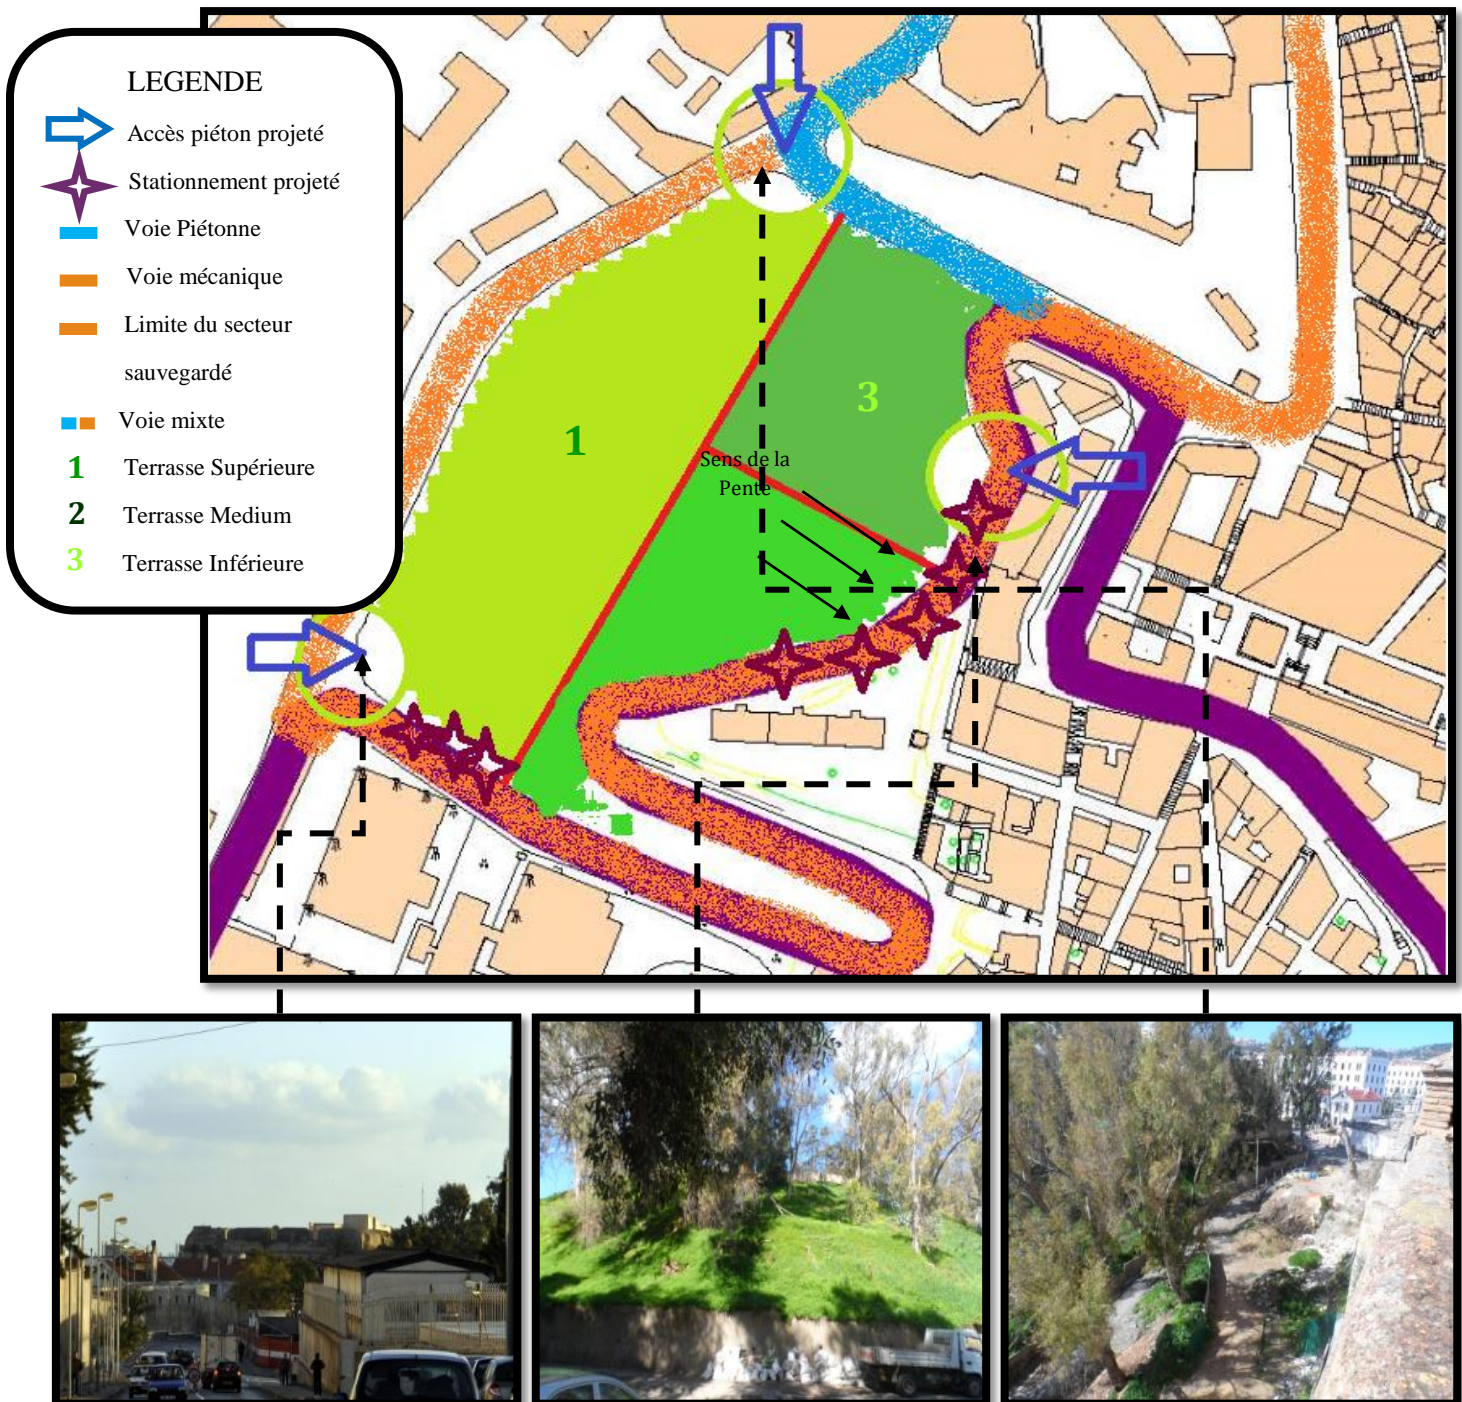 LEGENDE
Accès piéton projeté
Stationnement projeté
Voie Piétonne
Voie mécanique
Limite du secteur
sauvegardé
Voie mixte
1 Terrasse Supérieure
2 Terrasse Medium
3 Terrasse Inférieure
3
1
Sens de la
Pente